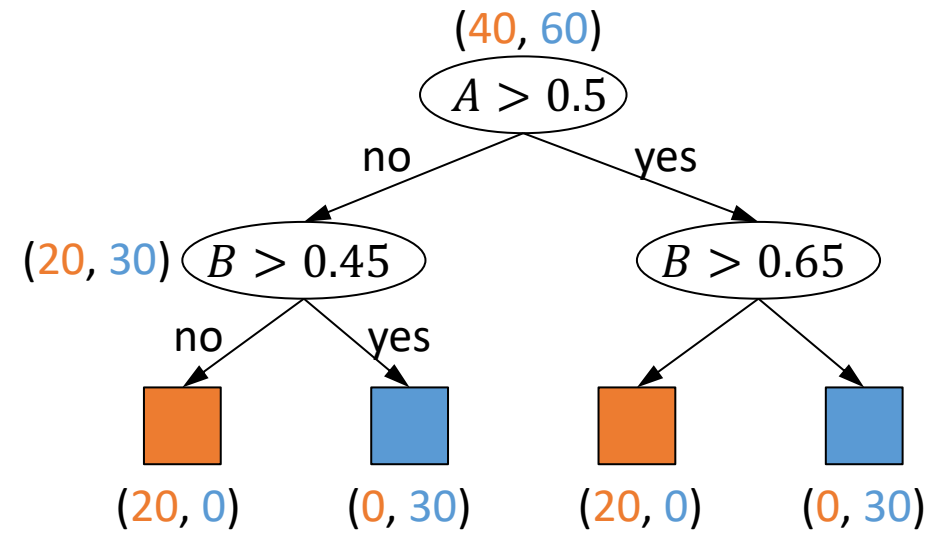 (40, 60)
A > 0.5
no
yes
(20, 30)
B > 0.45
B > 0.65
no
yes
(20, 0)
(0, 30)
(20, 0)
(0, 30)